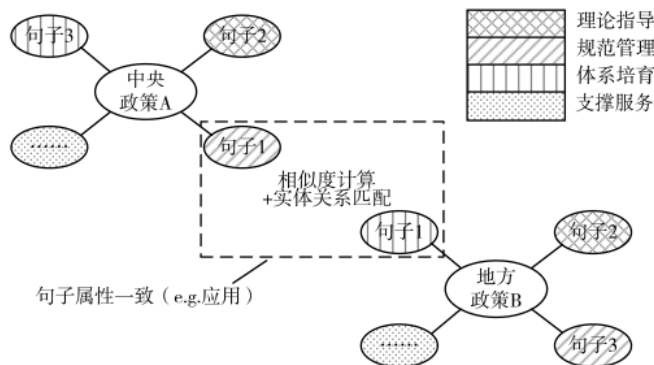 句子3
句子2
中央
政策A
……
句子1
理论指导
规范管理
体系培育
支撑服务
相似度计算
+实体关系匹配
句子1
句子2
句子属性一致（e.g.应用）
地方
政策B
……
句子3